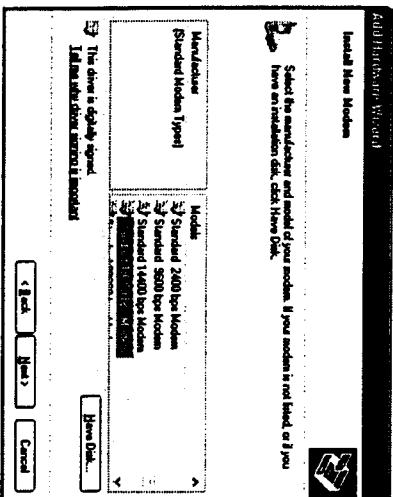 Add Hardware Wizard
Install New Modem
Select the manufacturer and model of your modem. If your modem is not listed, or if you
have an installation disk, click Have Disk.
Manufacturer
(Standard Modem Types)
Models
Standard 2400 bps Modem
Standard 9600 bps Modem
Standard 14400 bps Modem
This driver is digitally signed.
Tell me why driver signing is important
Have Disk...
< Back
Next >
Cancel